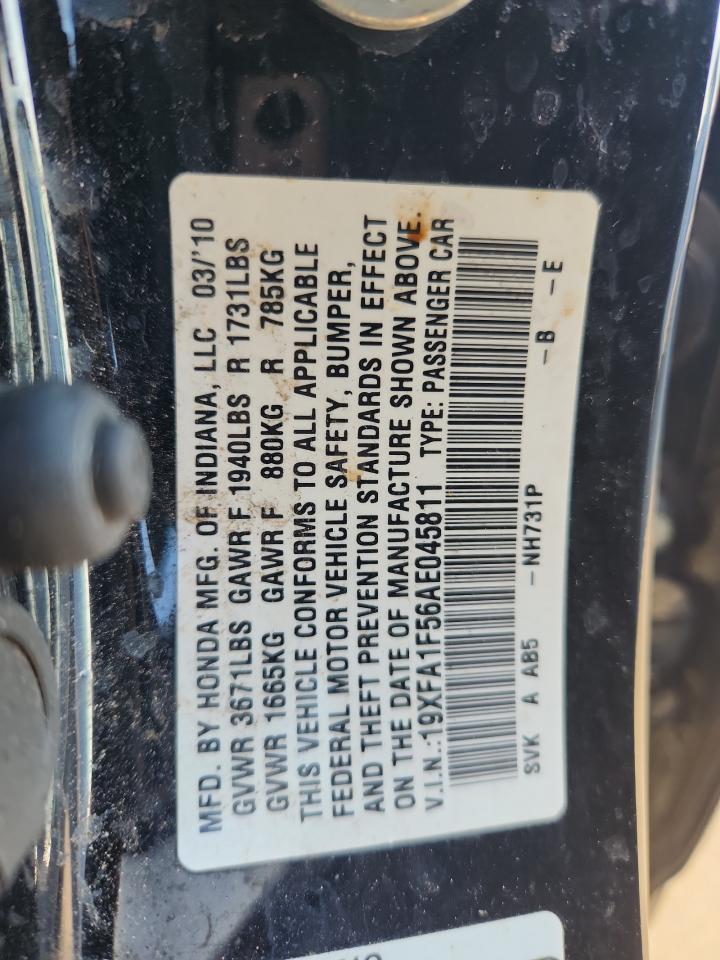 MFD. BY HONDA MFG. OF INDIANA, LLC 03/'10
GVWR 3671LBS GAWR F 1940LBS R 1731LBS
GVWR 1665KG GAWR F 880KG R 785KG
THIS VEHICLE CONFORMS TO ALL APPLICABLE
FEDERAL MOTOR VEHICLE SAFETY, BUMPER,
AND THEFT PREVENTION STANDARDS IN EFFECT
ON THE DATE OF MANUFACTURE SHOWN ABOVE.
V.I.N.:19XFA1F56AE045811 TYPE: PASSENGER CAR
SVK A AB5 -NH731P -B -E